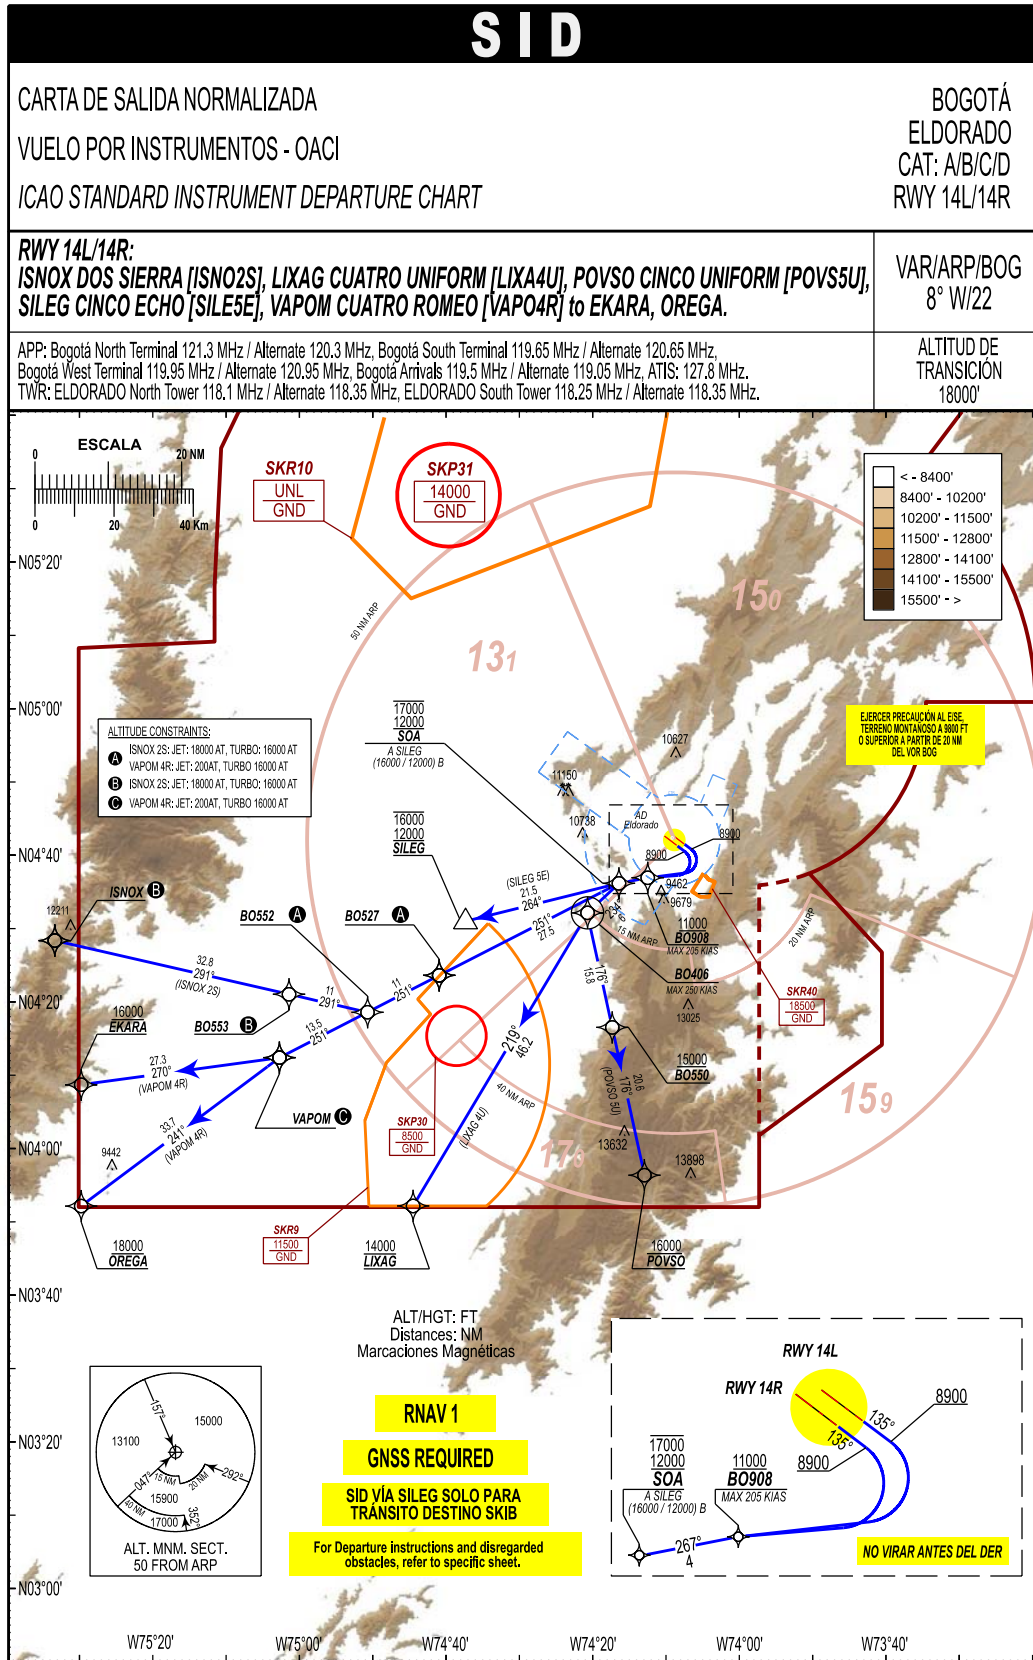 SID
CARTA DE SALIDA NORMALIZADA
VUELO POR INSTRUMENTOS - OACI
ICAO STANDARD INSTRUMENT DEPARTURE CHART
BOGOTÁ
ELDORADO
CAT: A/B/C/D
RWY 14L/14R
RWY 14L/14R:
ISNOX DOS SIERRA [ISNO2S], LIXAG CUATRO UNIFORM [LIXA4U], POVSO CINCO UNIFORM [POVS5U],
SILEG CINCO ECHO [SILE5E], VAPOM CUATRO ROMEO [VAPO4R] to EKARA, OREGA.
VAR/ARP/BOG
8° W/22
APP: Bogotá North Terminal 121.3 MHz / Alternate 120.3 MHz, Bogotá South Terminal 119.65 MHz / Alternate 120.65 MHz,
Bogotá West Terminal 119.95 MHz / Alternate 120.95 MHz, Bogotá Arrivals 119.5 MHz / Alternate 119.05 MHz, ATIS: 127.8 MHz.
TWR: ELDORADO North Tower 118.1 MHz / Alternate 118.35 MHz, ELDORADO South Tower 118.25 MHz / Alternate 118.35 MHz.
ALTITUD DE
TRANSICIÓN
18000'
ESCALA
0 20 NM
0 20 40 Km
SKR10
UNL
GND
SKP31
14000
GND
< - 8400'
8400' - 10200'
10200' - 11500'
11500' - 12800'
12800' - 14100'
14100' - 15500'
15500' - >
N05°20'
50 NM ARP
150
131
N05°00'
17000
12000
SOA
A SILEG
(16000 / 12000) B
ALTITUDE CONSTRAINTS:
A ISNOX 2S: JET: 18000 AT, TURBO: 16000 AT
VAPOM 4R: JET: 200AT, TURBO 16000 AT
B ISNOX 2S: JET: 18000 AT, TURBO: 16000 AT
C VAPOM 4R: JET: 200AT, TURBO 16000 AT
EJERCER PRECAUCIÓN AL E/SE,
TERRENO MONTAÑOSO A 9800 FT
O SUPERIOR A PARTIR DE 20 NM
DEL VOR BOG
10627
11150
10738
AD
Eldorado
8900
8900
16000
12000
SILEG
N04°40'
(SILEG 5E)
21.5
264°
251°
27.5
234°
6
15 NM ARP
9462
9679
11000
BO908
MAX 205 KIAS
20 NM ARP
ISNOX B
12211
BO552 A
BO527 A
BO406
MAX 250 KIAS
13025
SKR40
18500
GND
32.8
291°
(ISNOX 2S)
11
291°
11
251°
176°
15.8
N04°20'
16000
EKARA
BO553 B
13.5
251°
219°
46.2
15000
BO550
27.3
270°
(VAPOM 4R)
VAPOM C
SKP30
8500
GND
40 NM ARP
20.6
176°
(POVSO 5U)
159
33.7
241°
(VAPOM 4R)
(LIXAG 4U)
13632
176
13898
N04°00'
9442
18000
OREGA
SKR9
11500
GND
14000
LIXAG
16000
POVSO
N03°40'
ALT/HGT: FT
Distances: NM
Marcaciones Magnéticas
RWY 14L
RWY 14R
135°
135°
8900
8900
17000
12000
SOA
A SILEG
(16000 / 12000) B
11000
BO908
MAX 205 KIAS
267°
4
NO VIRAR ANTES DEL DER
RNAV 1
GNSS REQUIRED
SID VÍA SILEG SOLO PARA
TRÁNSITO DESTINO SKIB
For Departure instructions and disregarded
obstacles, refer to specific sheet.
157°
15000
13100
047°
15 NM
20 NM
292°
40 NM
15900
17000
352°
ALT. MNM. SECT.
50 FROM ARP
N03°20'
N03°00'
W75°20' W75°00' W74°40' W74°20' W74°00' W73°40'